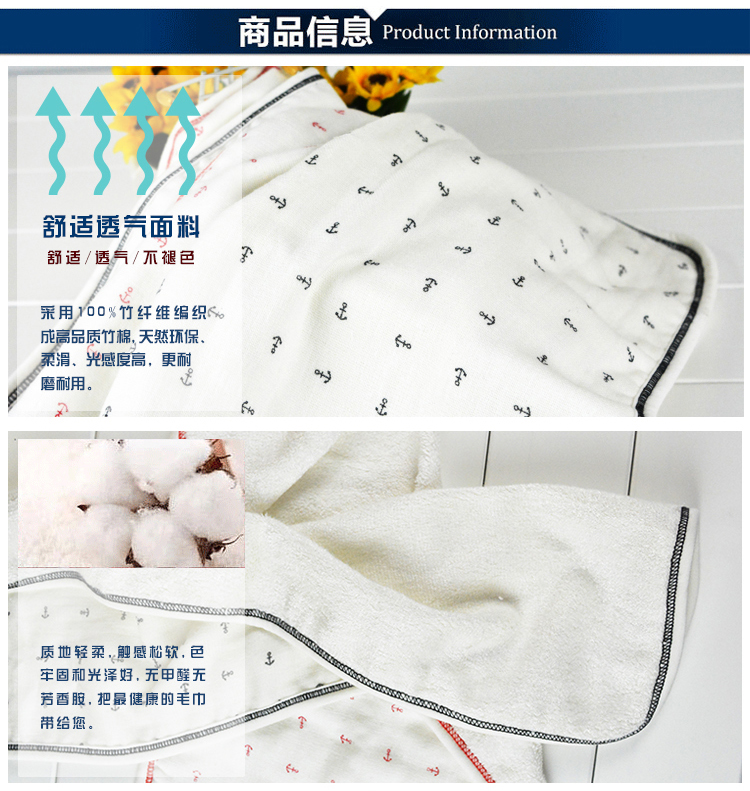 商品信息 Product Information
舒适透气面料
舒适/透气/不褪色
采用100%竹纤维编织
成高品质竹棉,天然环保、
柔滑、光感度高，更耐
磨耐用。
质地轻柔,触感松软,色
牢固和光泽好,无甲醛无
芳香胺,把最健康的毛巾
带给您。